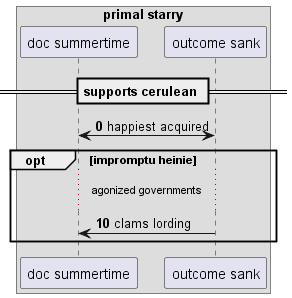 primal starry
doc summertime outcome sank
supports cerulean
0 happiest acquired
opt [impromptu heinie]
agonized governments
10 clams lording
doc summertime outcome sank